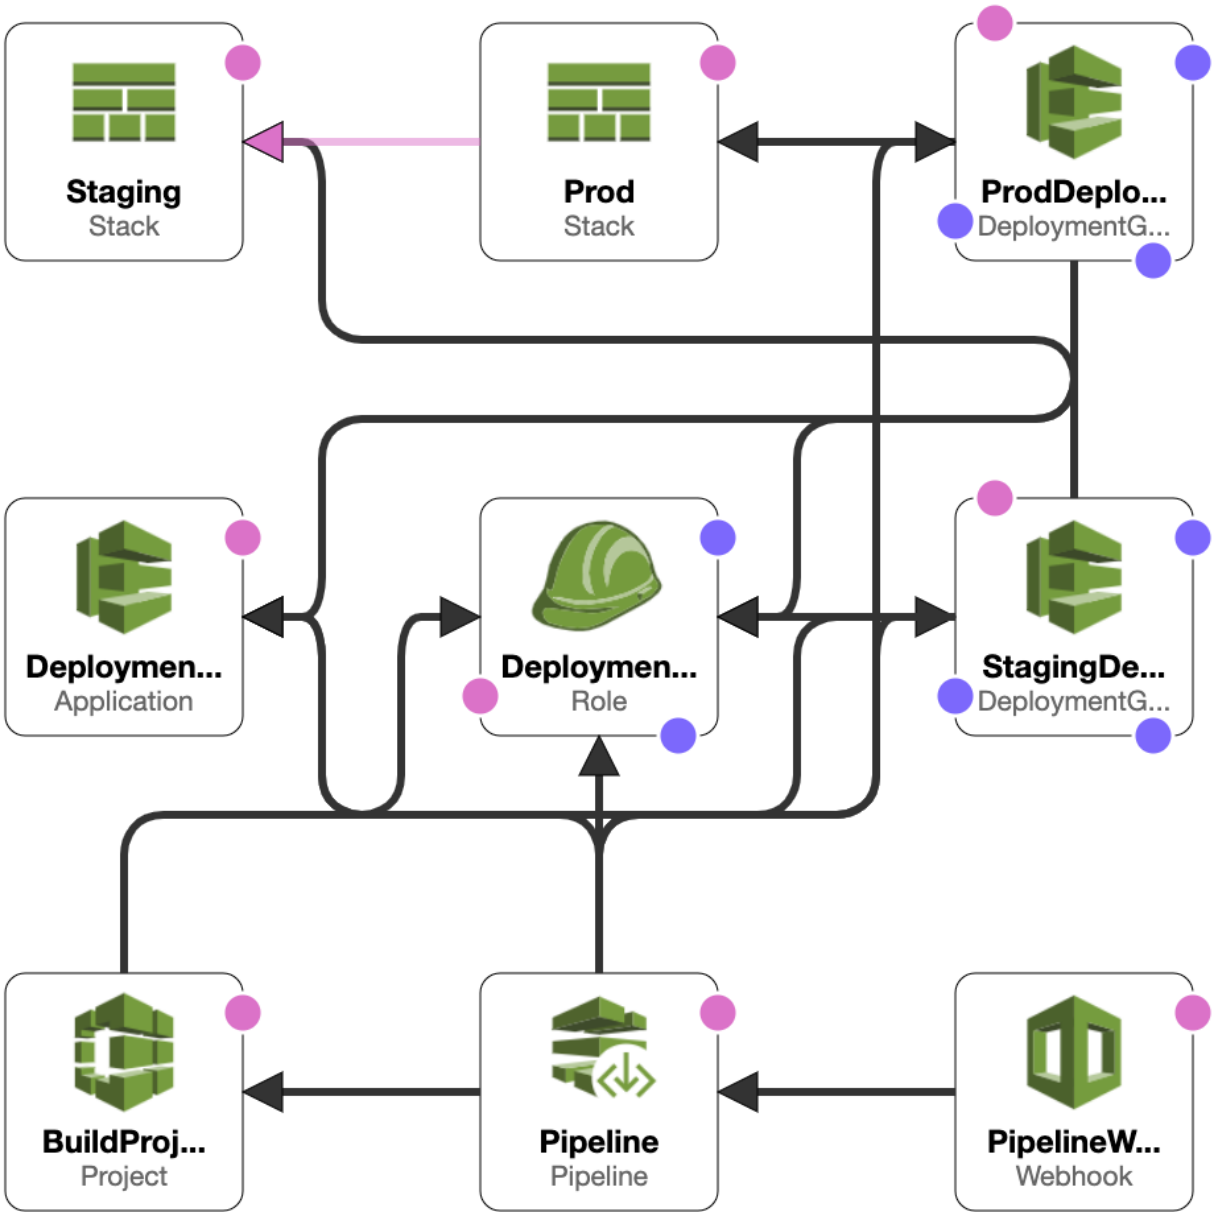 Staging
Stack
Prod
Stack
ProdDeplo...
DeploymentG...
Deploymen...
Application
Deploymen...
Role
StagingDe...
DeploymentG...
BuildProj...
Project
Pipeline
Pipeline
PipelineW...
Webhook